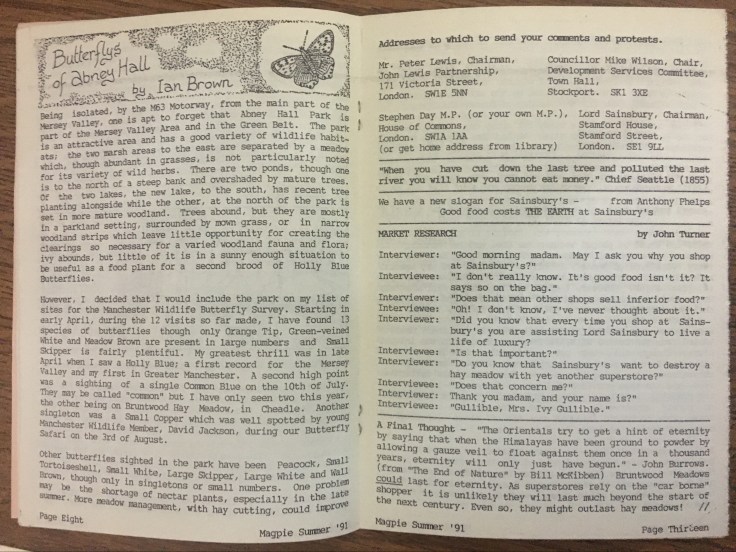 Butterflys
of abney Hall
by Ian Brown
Being isolated, by the M63 Motorway, from the main part of the
Mersey Valley, one is apt to forget that Abney Hall Park is
part of the Mersey Valley Area and in the Green Belt. The park
is an attractive area and has a good variety of wildlife habit-
ats; the two marsh areas to the east are separated by a meadow
which, though abundant in grasses, is not particularly noted
for its variety of wild herbs. There are two ponds, though one
is to the north of a steep bank and overshaded by mature trees.
Of the two lakes, the new lake, to the south, has recent tree
planting alongside while the other, at the north of the park is
set in more mature woodland. Trees abound, but they are mostly
in a parkland setting, surrounded by mown grass, or in narrow
woodland strips which leave little opportunity for creating the
clearings so necessary for a varied woodland fauna and flora;
ivy abounds, but little of it is in a sunny enough situation to
be useful as a food plant for a second brood of Holly Blue
Butterflies.
However, I decided that I would include the park on my list of
sites for the Manchester Wildlife Butterfly Survey. Starting in
early April, during the 12 visits so far made, I have found 13
species of butterflies though only Orange Tip, Green-veined
White and Meadow Brown are present in large numbers and Small
Skipper is fairly plentiful. My greatest thrill was in late
April when I saw a Holly Blue; a first record for the Mersey
Valley and my first in Greater Manchester. A second high point
was a sighting of a single Common Blue on the 10th of July.
They may be called "common" but I have only seen two this year,
the other being on Bruntwood Hay Meadow, in Cheadle. Another
singleton was a Small Copper which was well spotted by young
Manchester Wildlife Member, David Jackson, during our Butterfly
Safari on the 3rd of August.
Other butterflies sighted in the park have been Peacock, Small
Tortoiseshell, Small White, Large Skipper, Large White and Wall
Brown, though only in singletons or small numbers. One problem
may be the shortage of nectar plants, especially in the late
summer. More meadow management, with hay cutting, could improve
Page Eight
Magpie Summer '91
Addresses to which to send your comments and protests.
Mr. Peter Lewis, Chairman,
John Lewis Partnership,
171 Victoria Street,
London. SW1E 5NN
Councillor Mike Wilson, Chair,
Development Services Committee,
Town Hall,
Stockport. SK1 3XE
Stephen Day M.P. (or your own M.P.),
House of Commons,
London. SW1A 1AA
(or get home address from library)
Lord Sainsbury, Chairman,
Stamford House,
Stamford Street,
London. SE1 9LL
"When you have cut down the last tree and polluted the last
river you will know you cannot eat money." Chief Seattle (1855)
We have a new slogan for Sainsbury's - from Anthony Phelps
Good food costs THE EARTH at Sainsbury's
MARKET RESEARCH by John Turner
Interviewer: "Good morning madam. May I ask you why you shop
at Sainsbury's?"
Interviewee: "I don't really know. It's good food isn't it? It
says so on the bag."
Interviewer: "Does that mean other shops sell inferior food?"
Interviewee: "Oh! I don't know, I've never thought about it."
Interviewer: "Did you know that every time you shop at Sains-
bury's you are assisting Lord Sainsbury to live a
life of luxury?
Interviewee: "Is that important?"
Interviewer: "Do you know that Sainsbury's want to destroy a
hay meadow with yet another superstore?"
Interviewee: "Does that concern me?"
Interviewer: Thank you madam, and your name is?"
Interviewee: "Gullible, Mrs. Ivy Gullible."
A Final Thought - "The Orientals try to get a hint of eternity
by saying that when the Himalayas have been ground to powder by
allowing a gauze veil to float against them once in a thousand
years, eternity will only just have begun." - John Burrows.
(from "The End of Nature" by Bill McKibben) Bruntwood Meadows
could last for eternity. As superstores rely on the "car borne"
shopper it is unlikely they will last much beyond the start of
the next century. Even so, they might outlast hay meadows! //
Magpie Summer '91
Page Thirteen